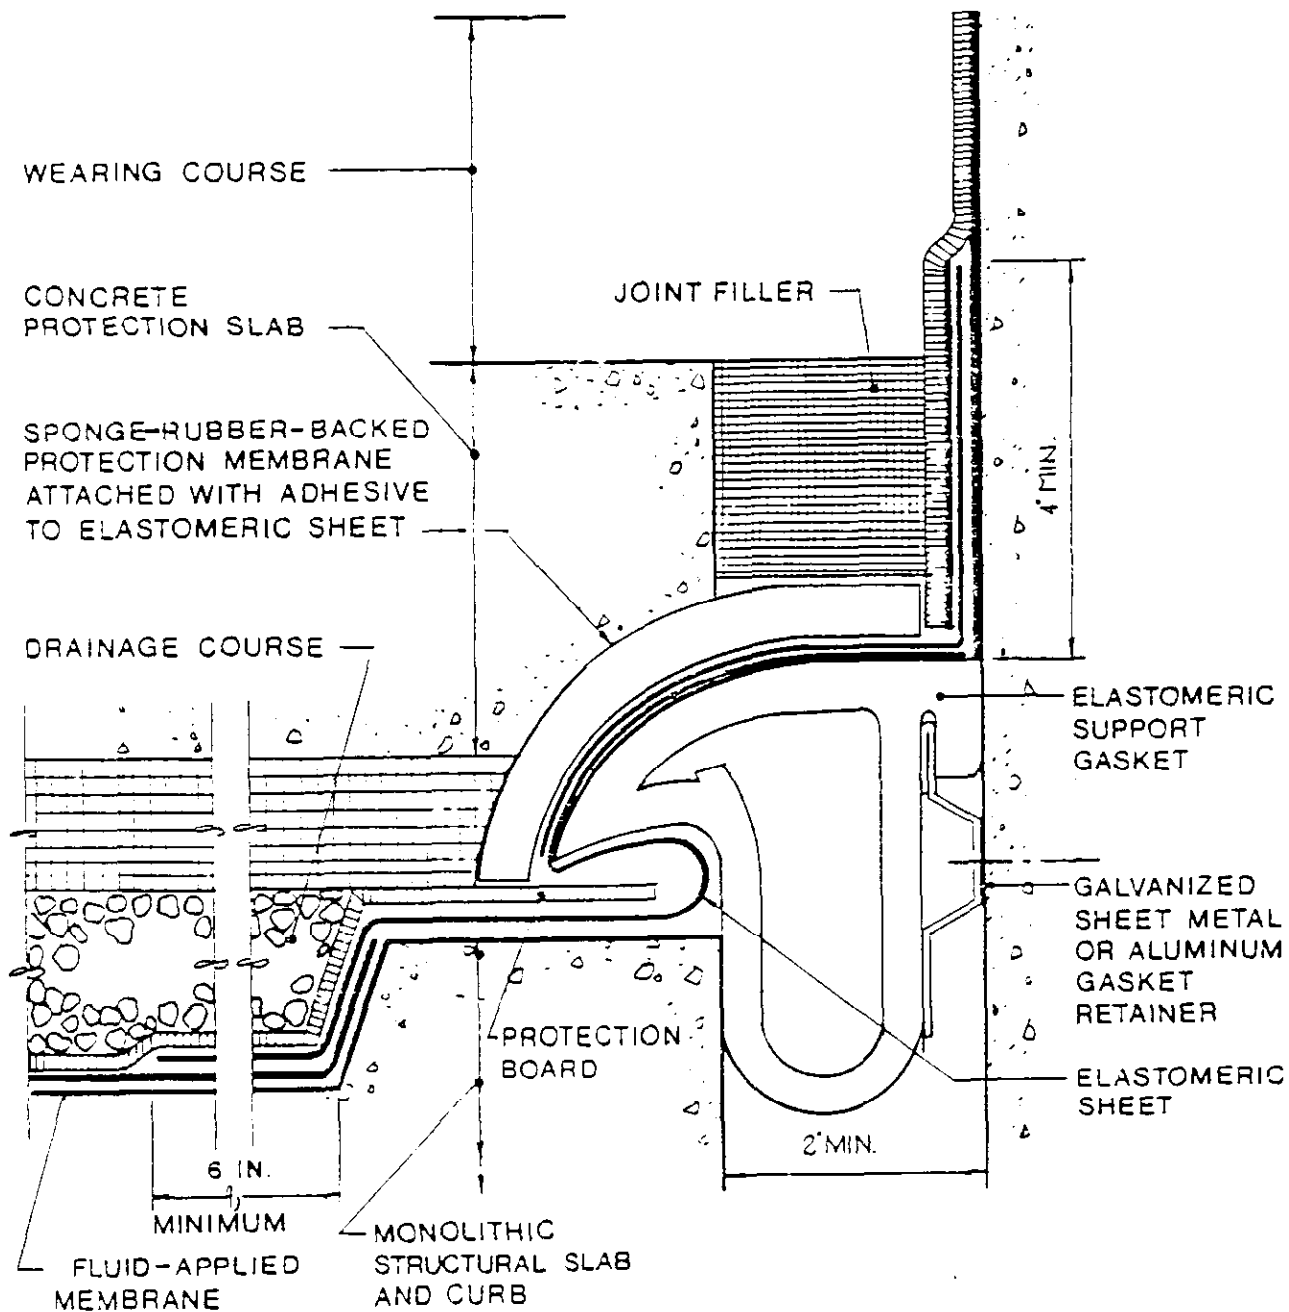 WEARING COURSE
CONCRETE
PROTECTION SLAB
JOINT FILLER
SPONGE-RUBBER-BACKED
PROTECTION MEMBRANE
ATTACHED WITH ADHESIVE
TO ELASTOMERIC SHEET
4" MIN.
DRAINAGE COURSE
ELASTOMERIC
SUPPORT
GASKET
GALVANIZED
SHEET METAL
OR ALUMINUM
GASKET
RETAINER
PROTECTION
BOARD
ELASTOMERIC
SHEET
2" MIN.
6 IN.
MINIMUM
FLUID-APPLIED
MEMBRANE
MONOLITHIC
STRUCTURAL SLAB
AND CURB